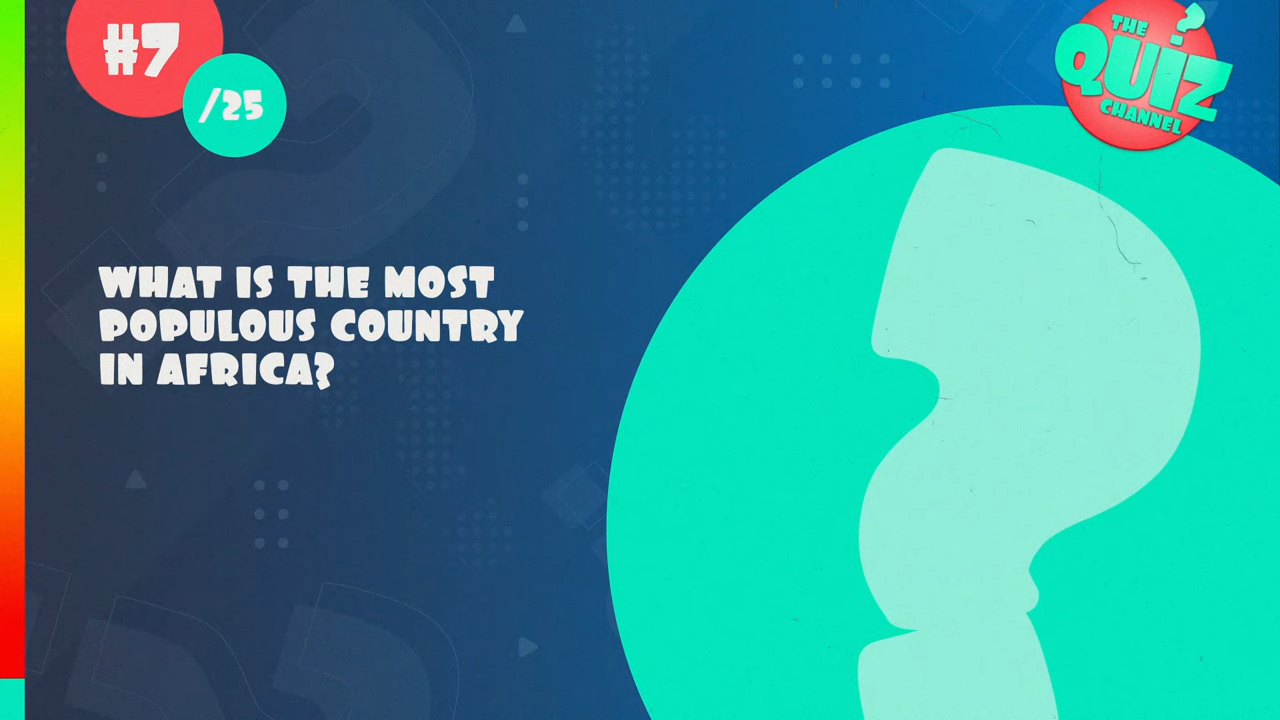 #7
/25
THE
QUIZ
CHANNEL
WHAT IS THE MOST
POPULOUS COUNTRY
IN AFRICA?